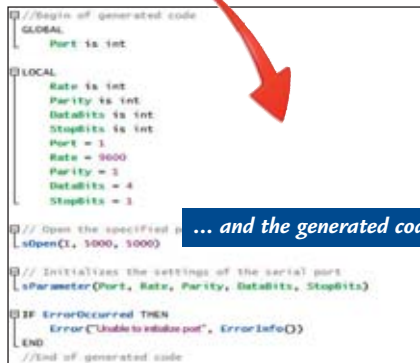 //Begin of generated code
GLOBAL
Port is int
LOCAL
Rate is int
Parity is int
DataBits is int
StopBits is int
Port = 1
Rate = 9600
Parity = 1
DataBits = 4
StopBits = 1
// Open the specified
sOpen(1, 5000, 5000)
... and the generated
// Initializes the settings of the serial port
sParameter(Port, Rate, Parity, DataBits, StopBits)
IF ErrorOccurred THEN
Error("Unable to initialize port", ErrorInfo())
END
//End of generated code